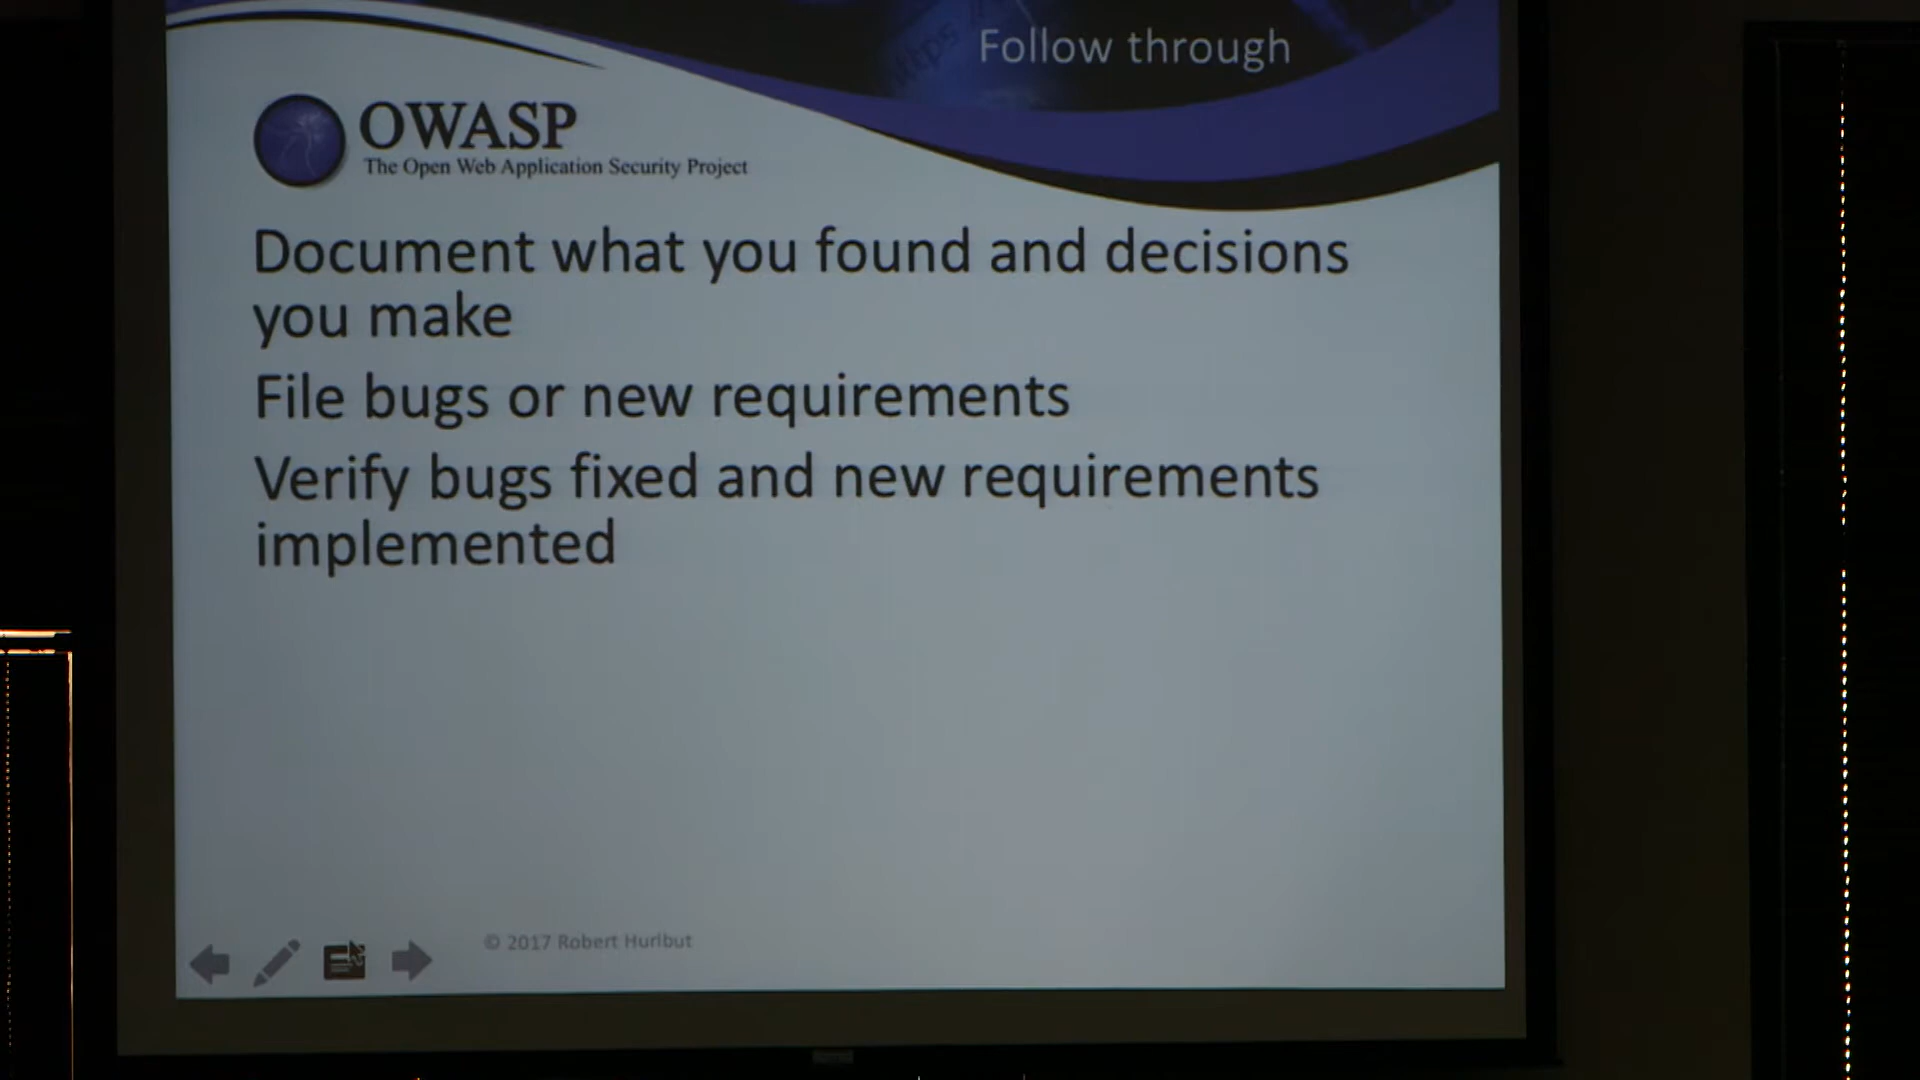 Follow through
OWASP
The Open Web Application Security Project
Document what you found and decisions
you make
File bugs or new requirements
Verify bugs fixed and new requirements
implemented
© 2017 Robert Hurlbut